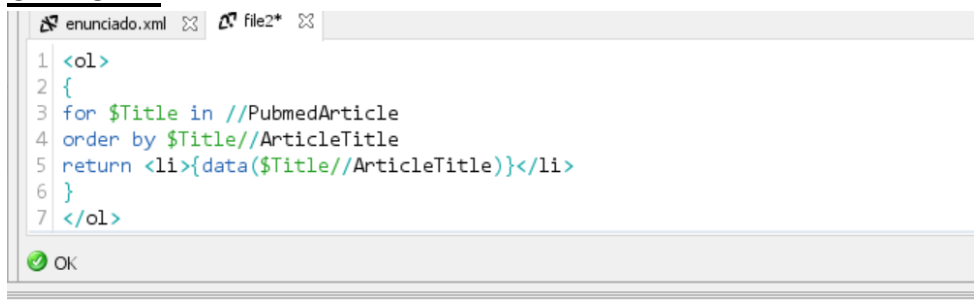 enunciado.xml file2*
1 <ol>
2 {
3 for $Title in //PubmedArticle
4 order by $Title//ArticleTitle
5 return <li>{data($Title//ArticleTitle)}</li>
6 }
7 </ol>
OK